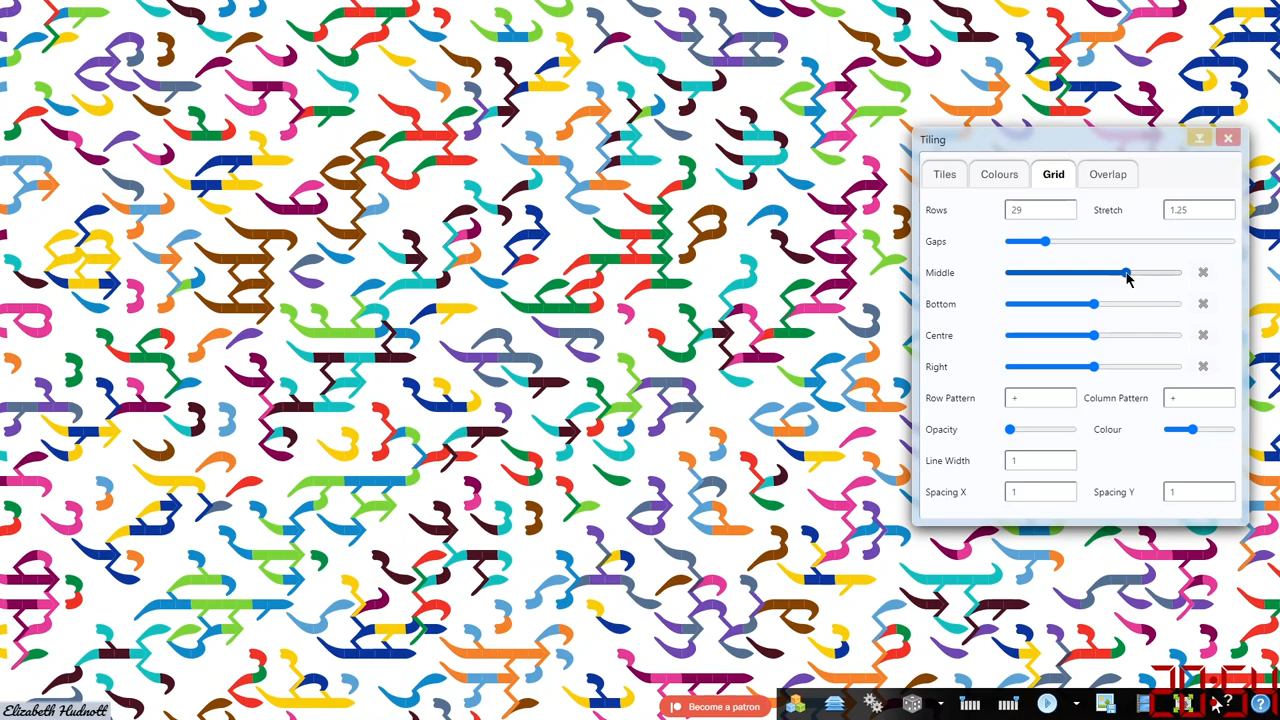 Tiling
Tiles Colours Grid Overlap
Rows 29 Stretch 1.25
Gaps
Middle
Bottom
Centre
Right
Row Pattern + Column Pattern +
Opacity Colour
Line Width 1
Spacing X 1 Spacing Y 1
Elizabeth Hudnott
Become a patron